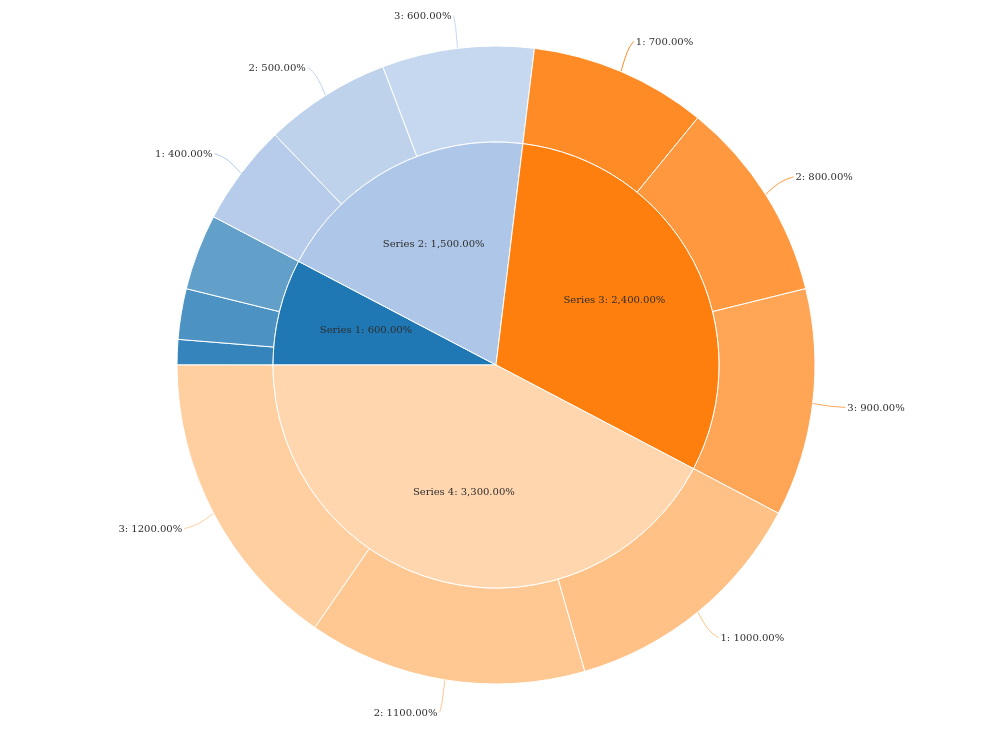 3: 600.00%
1: 700.00%
2: 500.00%
1: 400.00%
2: 800.00%
Series 2: 1,500.00%
Series 3: 2,400.00%
Series 1: 600.00%
3: 900.00%
Series 4: 3,300.00%
3: 1200.00%
1: 1000.00%
2: 1100.00%